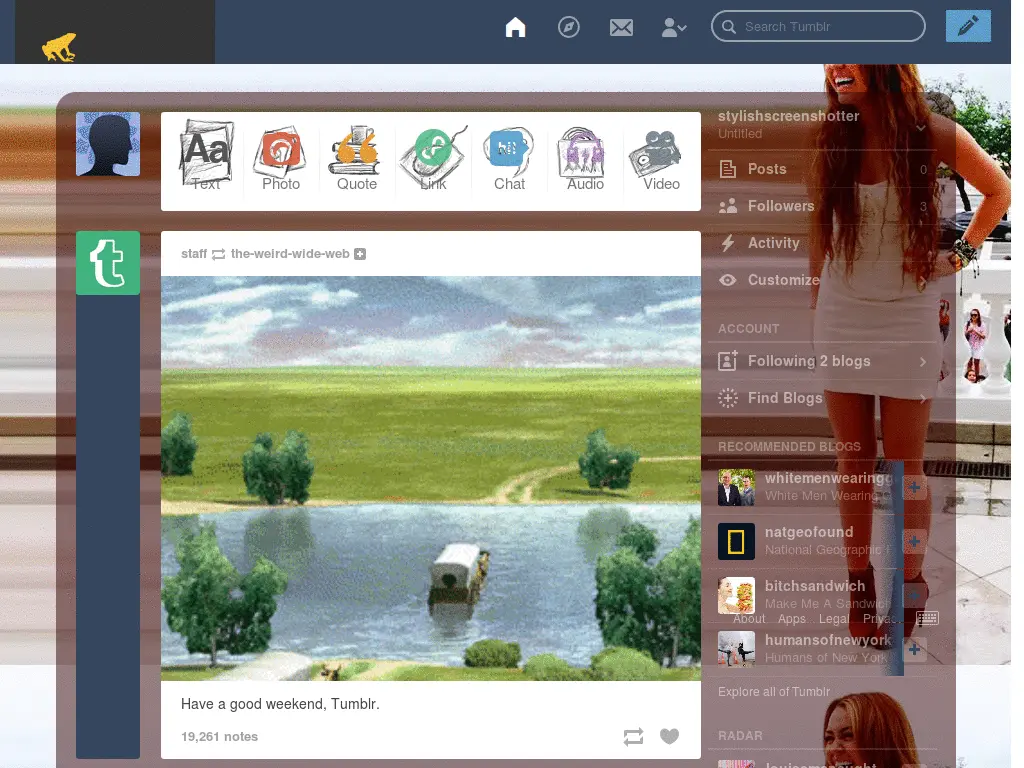 Search Tumblr
Text
Photo
Quote
Link
Chat
Audio
Video
stylishscreenshotter
Untitled
Posts 0
Followers 3
Activity
Customize
ACCOUNT
Following 2 blogs
Find Blogs
staff the-weird-wide-web
RECOMMENDED BLOGS
whitemenwearingg
White Men Wearing
natgeofound
National Geographic F
bitchsandwich
Make Me A Sandwich
About Apps Legal Privac
humansofnewyork
Humans of New York
Explore all of Tumblr
RADAR
Have a good weekend, Tumblr.
19,261 notes